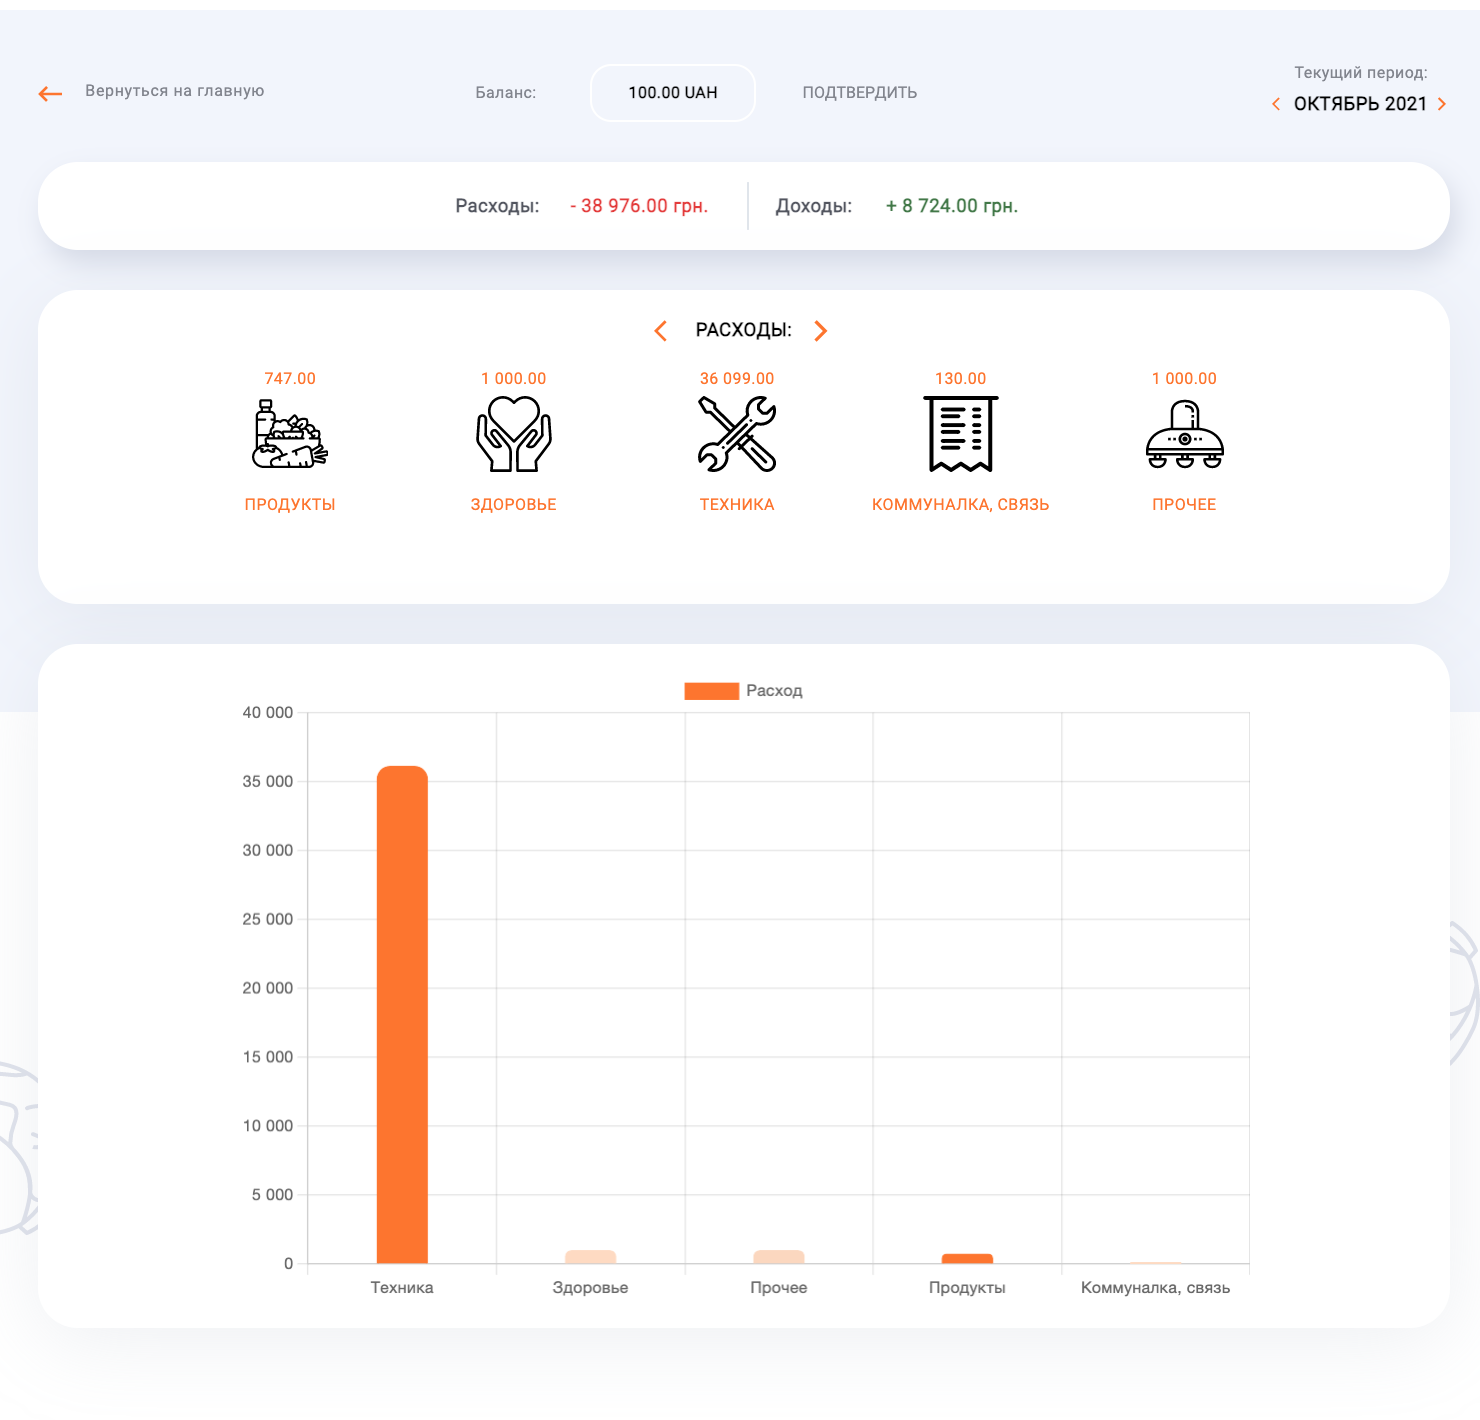 Вернуться на главную
Баланс: 100.00 UAH ПОДТВЕРДИТЬ
Текущий период:
ОКТЯБРЬ 2021
Расходы: - 38 976.00 грн. Доходы: + 8 724.00 грн.
РАСХОДЫ:
747.00 1 000.00 36 099.00 130.00 1 000.00
ПРОДУКТЫ ЗДОРОВЬЕ ТЕХНИКА КОММУНАЛКА, СВЯЗЬ ПРОЧЕЕ
Расход
40 000
35 000
30 000
25 000
20 000
15 000
10 000
5 000
0
Техника Здоровье Прочее Продукты Коммуналка, связь